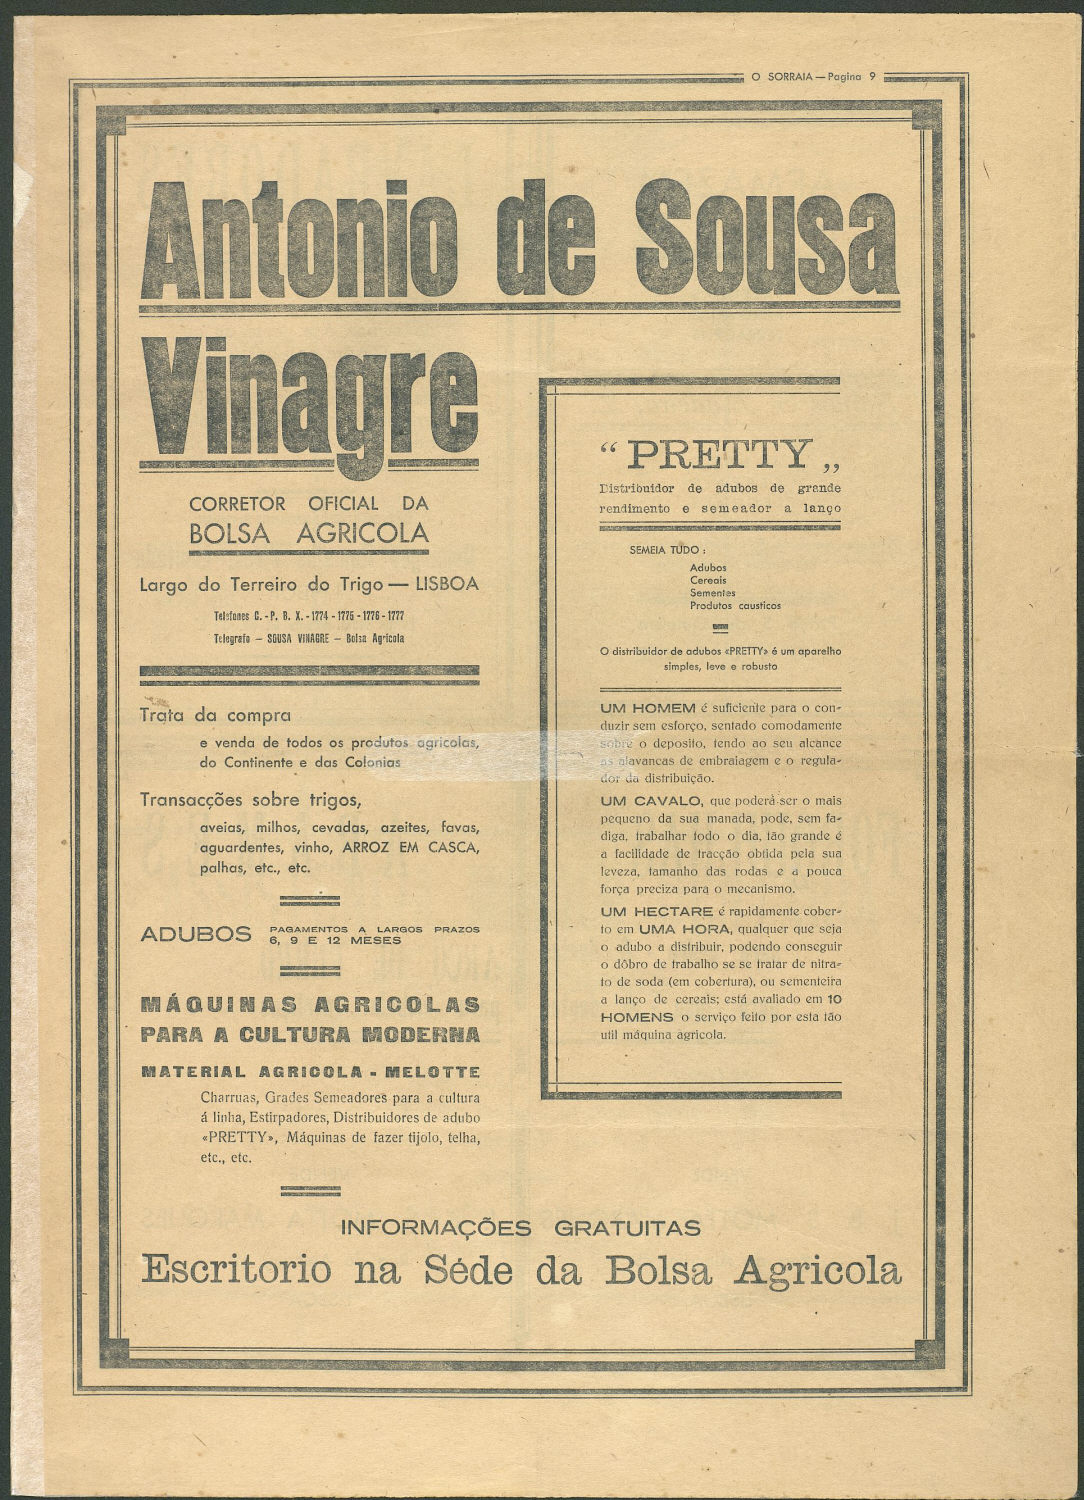 O SORRAIA — Pagina 9
Antonio de Sousa
Vinagre
CORRETOR OFICIAL DA
BOLSA AGRICOLA
Largo do Terreiro do Trigo — LISBOA
Telefones C. - P. B. X. - 1774 - 1775 - 1776 - 1777
Telegrafo — SOUSA VINAGRE — Bolsa Agricola
Trata da compra
e venda de todos os produtos agricolas,
do Continente e das Colonias
Transacções sobre trigos,
aveias, milhos, cevadas, azeites, favas,
aguardentes, vinho, ARROZ EM CASCA,
palhas, etc., etc.
ADUBOS PAGAMENTOS A LARGOS PRAZOS
6, 9 E 12 MESES
MÁQUINAS AGRICOLAS
PARA A CULTURA MODERNA
MATERIAL AGRICOLA - MELOTTE
Charruas, Grades Semeadores para a cultura
á linha, Estirpadores, Distribuidores de adubo
«PRETTY», Máquinas de fazer tijolo, telha,
etc., etc.
“ PRETTY „
Distribuidor de adubos de grande
rendimento e semeador a lanço
SEMEIA TUDO :
Adubos
Cereais
Sementes
Produtos causticos
O distribuidor de adubos «PRETTY» é um aparelho
simples, leve e robusto
UM HOMEM é suficiente para o con-
duzir sem esforço, sentado comodamente
sobre o deposito, tendo ao seu alcance
as alavancas de embraiagem e o regula-
dor da distribuição.
UM CAVALO, que poderá ser o mais
pequeno da sua manada, pode, sem fa-
diga, trabalhar todo o dia, tão grande é
a facilidade de tracção obtida pela sua
leveza, tamanho das rodas e a pouca
força preciza para o mecanismo.
UM HECTARE é rapidamente cober-
to em UMA HORA, qualquer que seja
o adubo a distribuir, podendo conseguir
o dôbro de trabalho se se tratar de nitra-
to de soda (em cobertura), ou sementeira
a lanço de cereais; está avaliado em 10
HOMENS o serviço feito por esta tão
util máquina agricola.
INFORMAÇÕES GRATUITAS
Escritorio na Séde da Bolsa Agricola